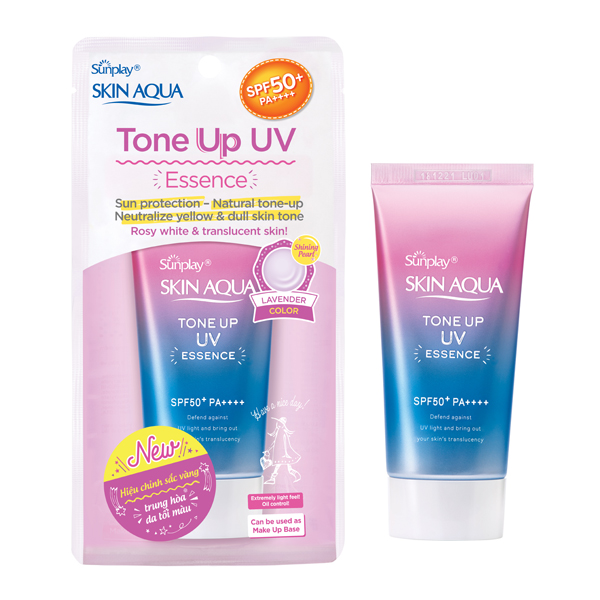 Sunplay®
SKIN AQUA
SPF50+
PA++++
Tone Up UV
Essence
Sun protection – Natural tone-up
Neutralize yellow & dull skin tone
Rosy white & translucent skin!
Shining
Pearl
LAVENDER
COLOR
Sunplay®
SKIN AQUA
TONE UP
UV
ESSENCE
SPF50+ PA++++
Defend against
UV light and bring out
your skin's translucency
Have a nice day!
New
Hiệu chỉnh sắc vàng
trung hòa
da tối màu
Extremely light feel!
Oil control!
Can be used as
Make Up Base
Sunplay®
SKIN AQUA
TONE UP
UV
ESSENCE
SPF50+ PA++++
Defend against
UV light and bring out
your skin's translucency